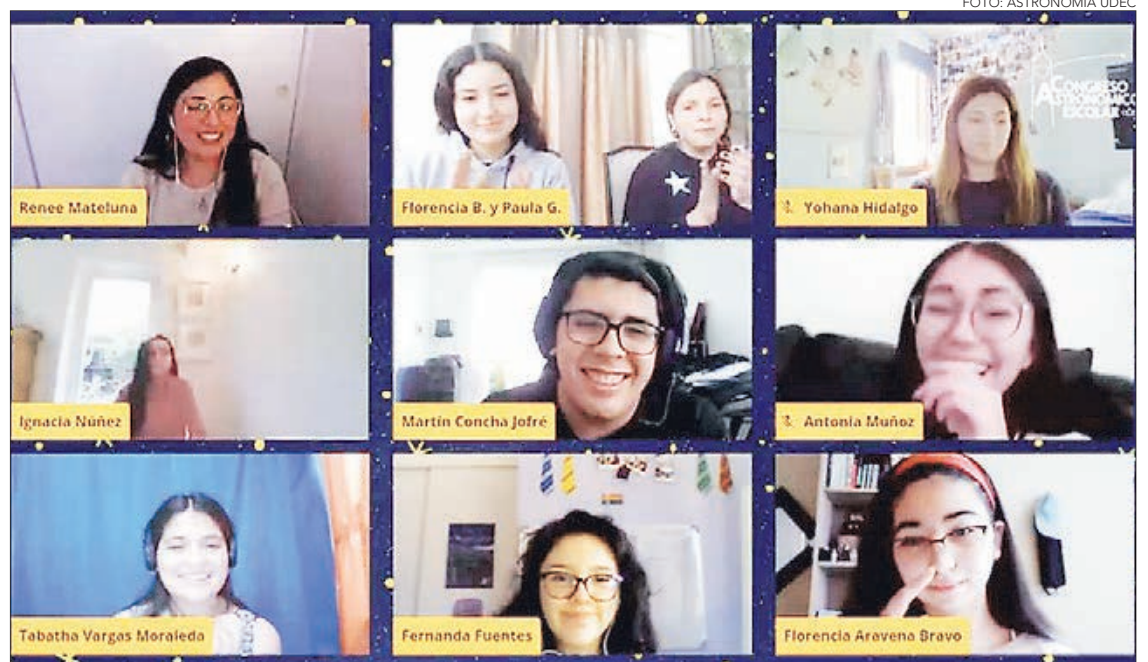 FOTO: ASTRONOMÍA UDEC
CONGRESO
ASTRONÓMICO
ESCOLAR
Renee Mateluna
Florencia B. y Paula G.
Yohana Hidalgo
Ignacia Núñez
Martín Concha Jofré
Antonia Muñoz
Tabatha Vargas Moraleda
Fernanda Fuentes
Florencia Aravena Bravo